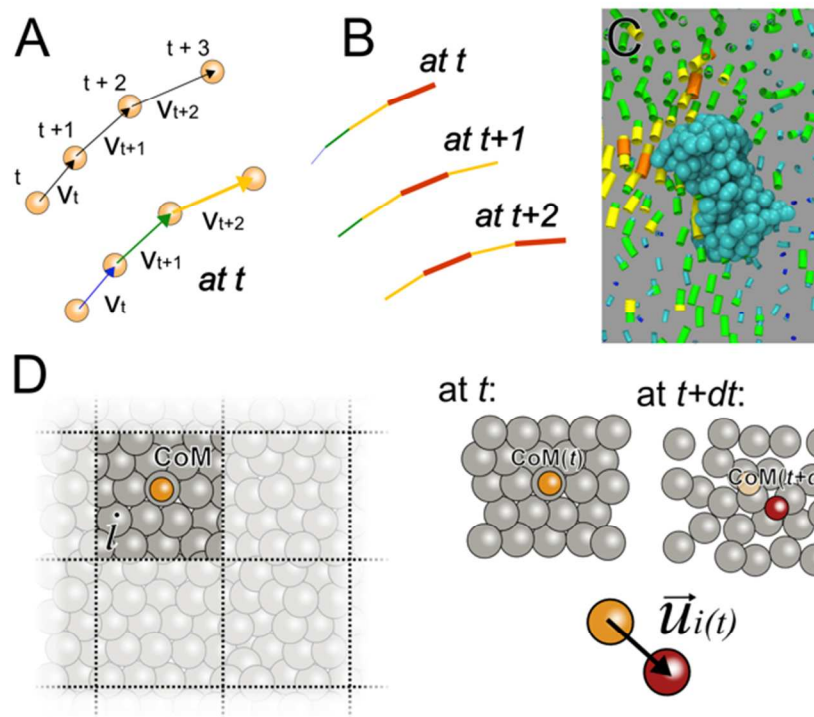 A
t
t+1
t + 2
t + 3
vt
vt+1
vt+2
vt
vt+1
vt+2
at t
B
at t
at t+1
at t+2
C
D
CoM
i
at t:
CoM(t)
at t+dt:
CoM(t+d
u⃗i(t)